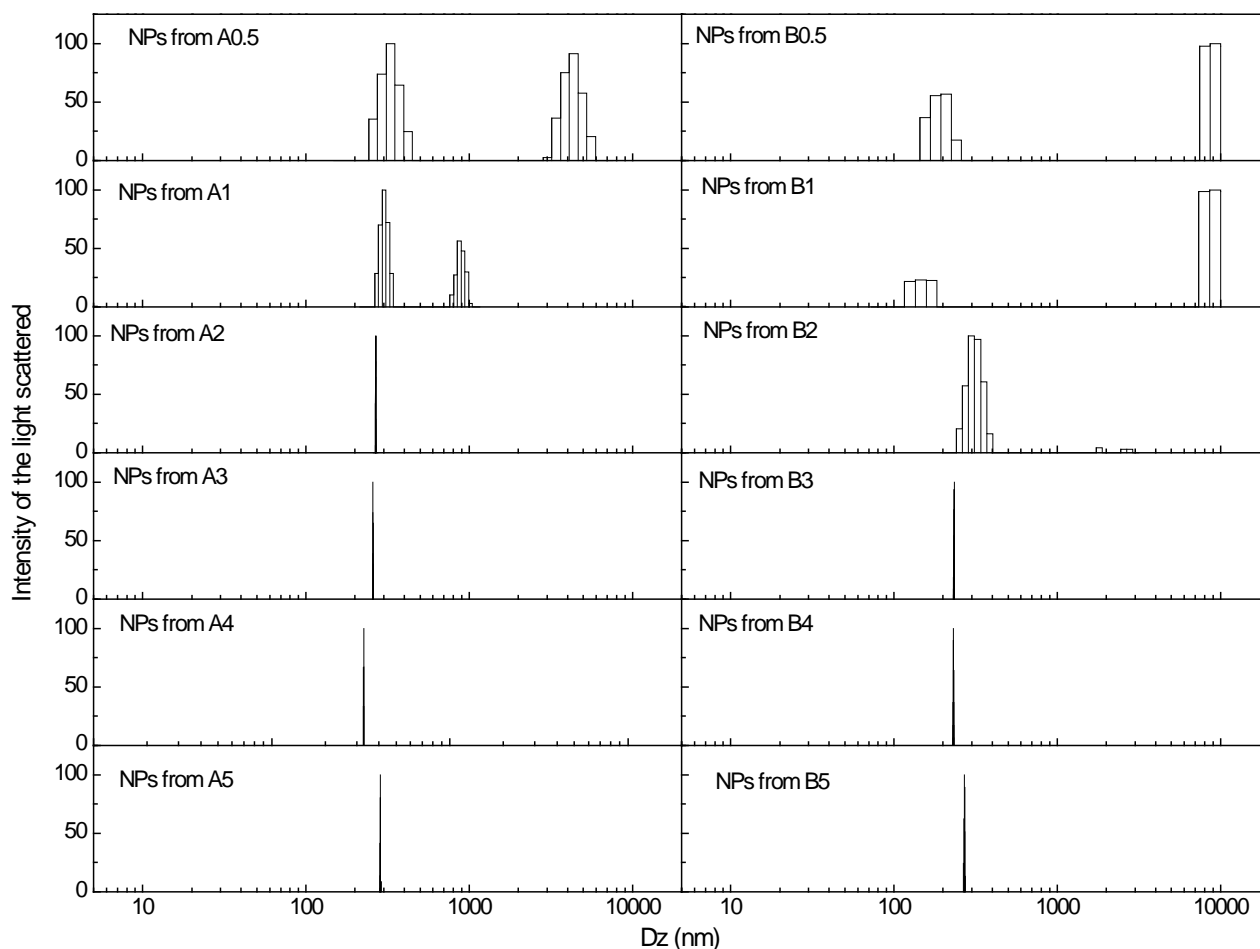 NPs from A0.5
NPs from B0.5
100
50
0
NPs from A1
NPs from B1
100
50
0
NPs from A2
NPs from B2
100
50
0
NPs from A3
NPs from B3
100
50
0
NPs from A4
NPs from B4
100
50
0
NPs from A5
NPs from B5
100
50
0
Intensity of the light scattered
10 100 1000 10000 10 100 1000 10000
Dz (nm)